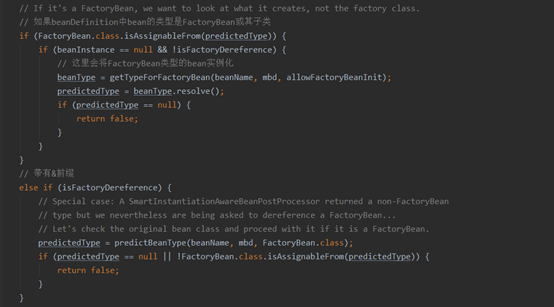 // If it's a FactoryBean, we want to look at what it creates, not the factory class.
// 如果beanDefinition中bean的类型是FactoryBean或其子类
if (FactoryBean.class.isAssignableFrom(predictedType)) {
    if (beanInstance == null && !isFactoryDereference) {
        // 这里会将FactoryBean类型的bean实例化
        beanType = getTypeForFactoryBean(beanName, mbd, allowFactoryBeanInit);
        predictedType = beanType.resolve();
        if (predictedType == null) {
            return false;
        }
    }
}
// 带有&前缀
else if (isFactoryDereference) {
    // Special case: A SmartInstantiationAwareBeanPostProcessor returned a non-FactoryBean
    // type but we nevertheless are being asked to dereference a FactoryBean...
    // Let's check the original bean class and proceed with it if it is a FactoryBean.
    predictedType = predictBeanType(beanName, mbd, FactoryBean.class);
    if (predictedType == null || !FactoryBean.class.isAssignableFrom(predictedType)) {
        return false;
    }
}